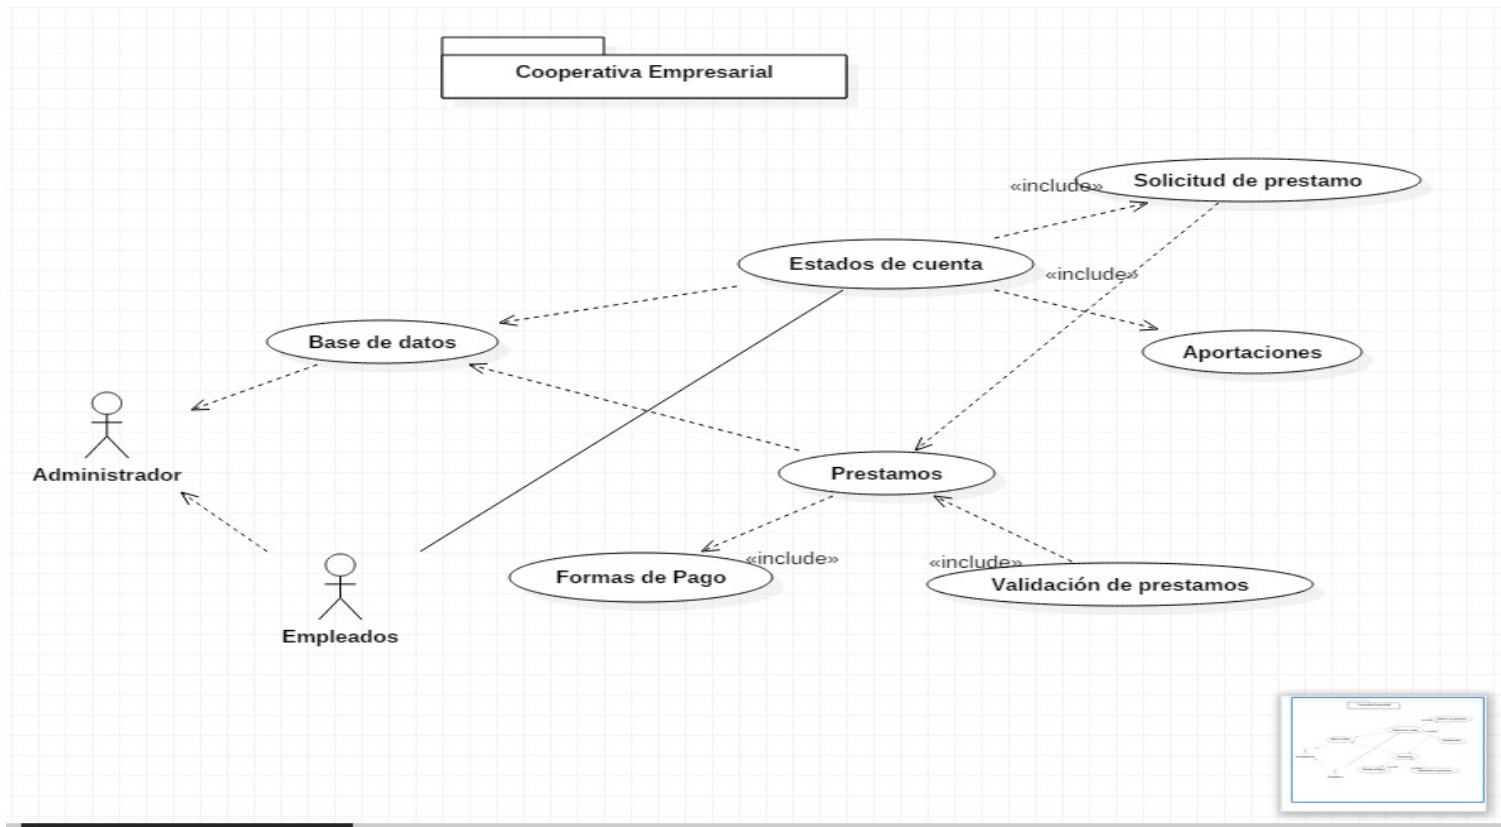 Cooperativa Empresarial
«include»
Solicitud de prestamo
Estados de cuenta
«include»
Base de datos
Aportaciones
Administrador
Prestamos
«include»
«include»
Formas de Pago
Validación de prestamos
Empleados